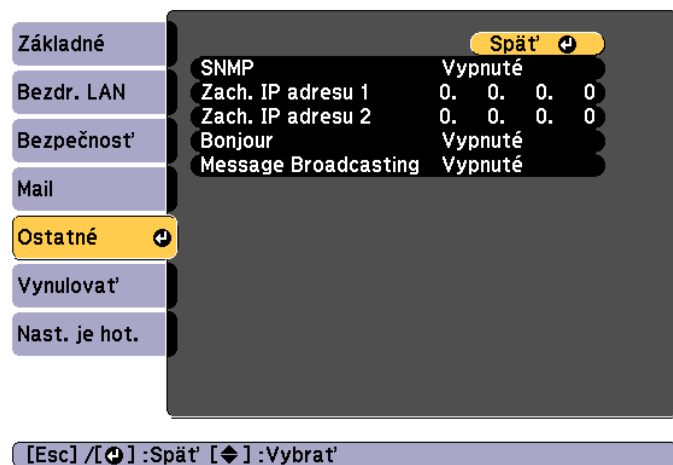 Základné
Bezdr. LAN
Bezpečnosť
Mail
Ostatné
Vynulovať
Nast. je hot.
Späť
SNMP Vypnuté
Zach. IP adresu 1 0. 0. 0. 0
Zach. IP adresu 2 0. 0. 0. 0
Bonjour Vypnuté
Message Broadcasting Vypnuté
[Esc] /[ ] :Späť [ ] :Vybrať